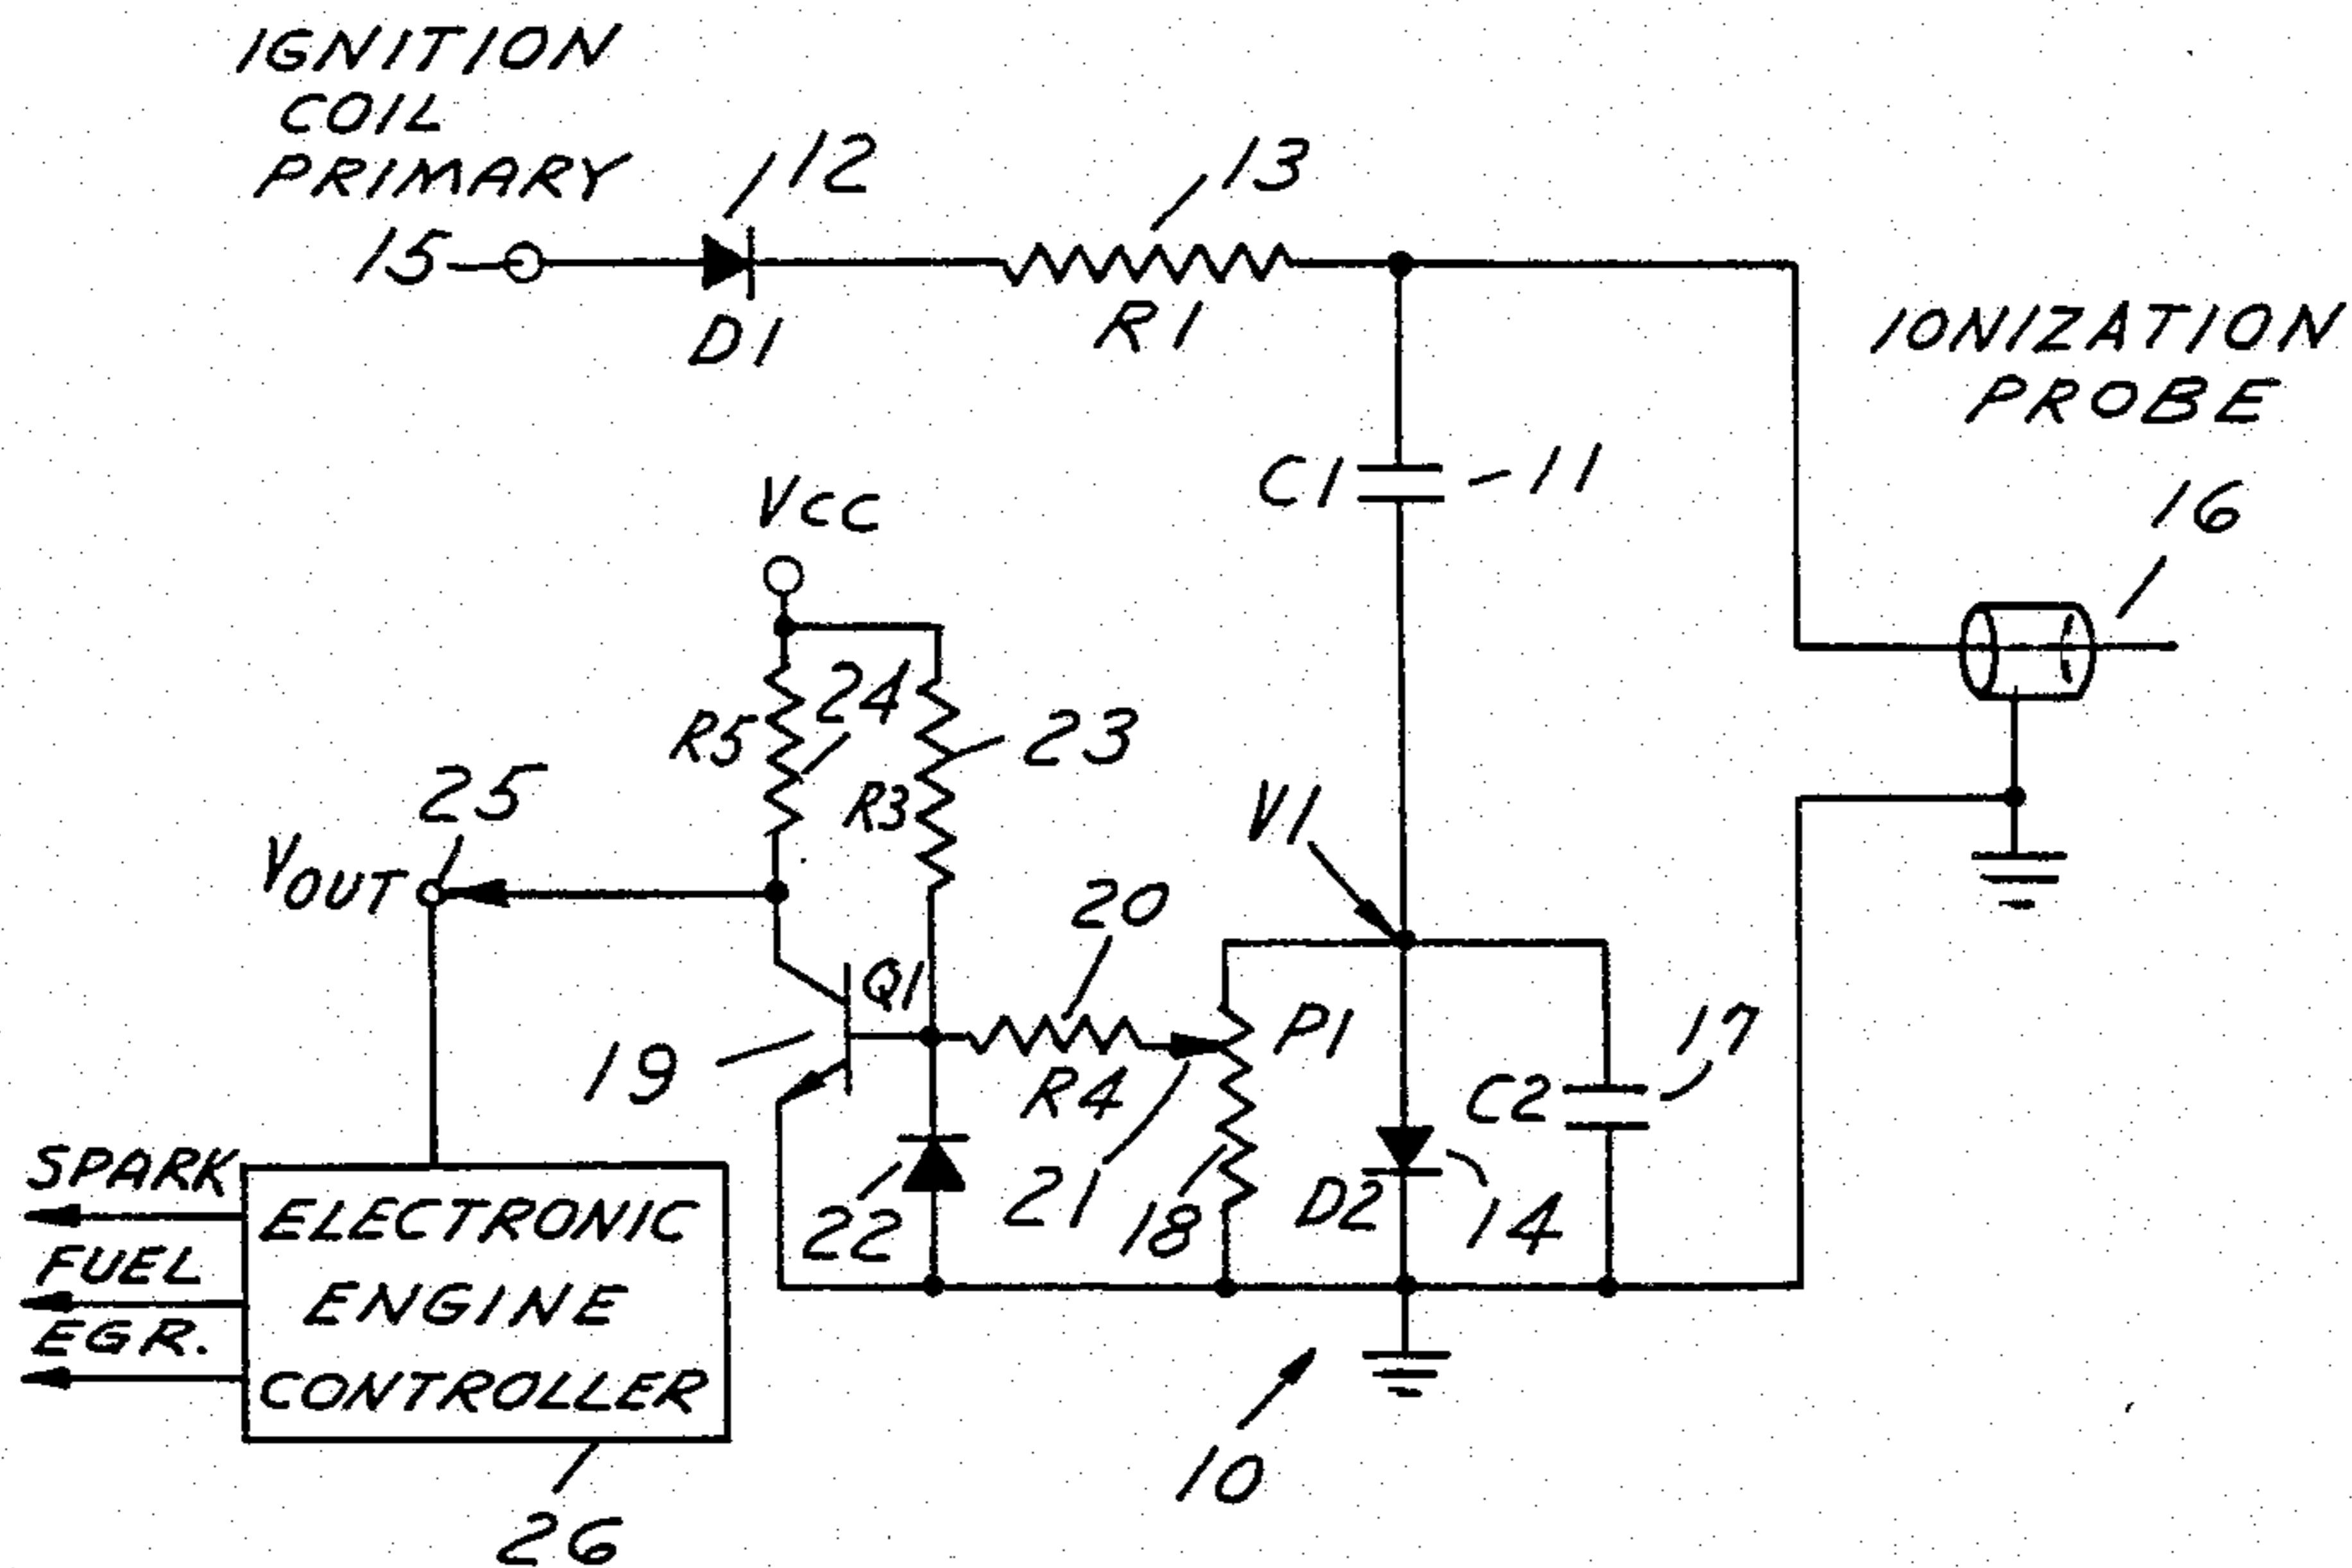 IGNITION
COIL
PRIMARY
12
13
15
D1
R1
IONIZATION
PROBE
C1
11
VCC
16
R5
24
23
R3
25
V1
VOUT
20
Q1
P1
17
19
R4
C2
21
18
22
D2
14
SPARK
FUEL
EGR.
ELECTRONIC
ENGINE
CONTROLLER
10
26